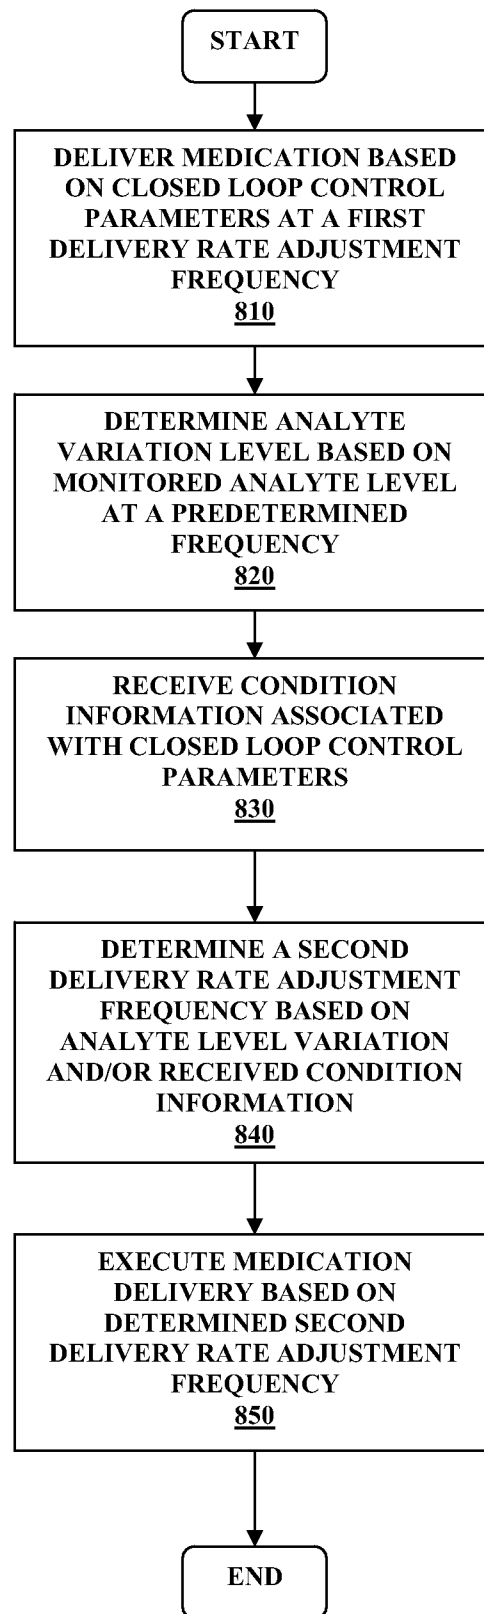 START
DELIVER MEDICATION BASED
ON CLOSED LOOP CONTROL
PARAMETERS AT A FIRST
DELIVERY RATE ADJUSTMENT
FREQUENCY
810
DETERMINE ANALYTE
VARIATION LEVEL BASED ON
MONITORED ANALYTE LEVEL
AT A PREDETERMINED
FREQUENCY
820
RECEIVE CONDITION
INFORMATION ASSOCIATED
WITH CLOSED LOOP CONTROL
PARAMETERS
830
DETERMINE A SECOND
DELIVERY RATE ADJUSTMENT
FREQUENCY BASED ON
ANALYTE LEVEL VARIATION
AND/OR RECEIVED CONDITION
INFORMATION
840
EXECUTE MEDICATION
DELIVERY BASED ON
DETERMINED SECOND
DELIVERY RATE ADJUSTMENT
FREQUENCY
850
END